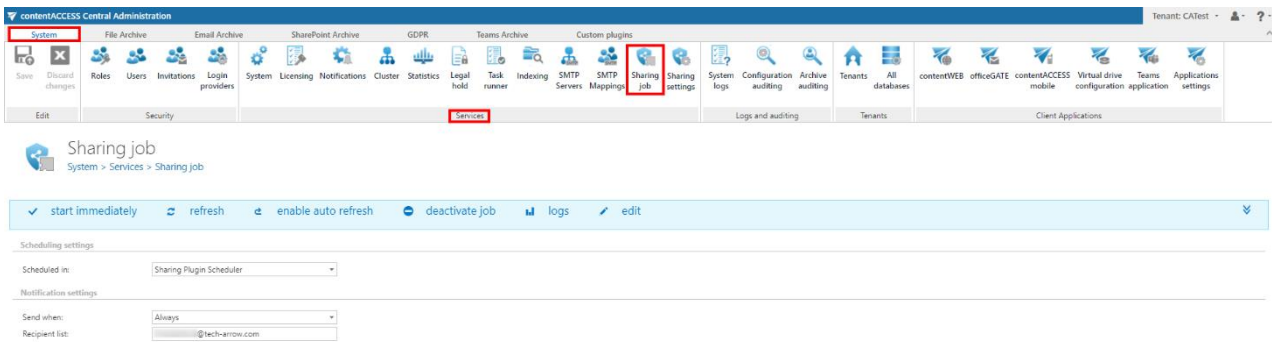 contentACCESS Central Administration Tenant: CATest
System File Archive Email Archive SharePoint Archive GDPR Teams Archive Custom plugins
Save Discard changes Roles Users Invitations Login providers System Licensing Notifications Cluster Statistics Legal hold Task runner Indexing SMTP Servers SMTP Mappings Sharing job Sharing settings System logs Configuration auditing Archive auditing Tenants All databases contentWEB officeGATE contentACCESS mobile Virtual drive configuration Teams application Applications settings
Edit Security Services Logs and auditing Tenants Client Applications
Sharing job
System > Services > Sharing job
start immediately refresh enable auto refresh deactivate job logs edit
Scheduling settings
Scheduled in: Sharing Plugin Scheduler
Notification settings
Send when: Always
Recipient list: @tech-arrow.com